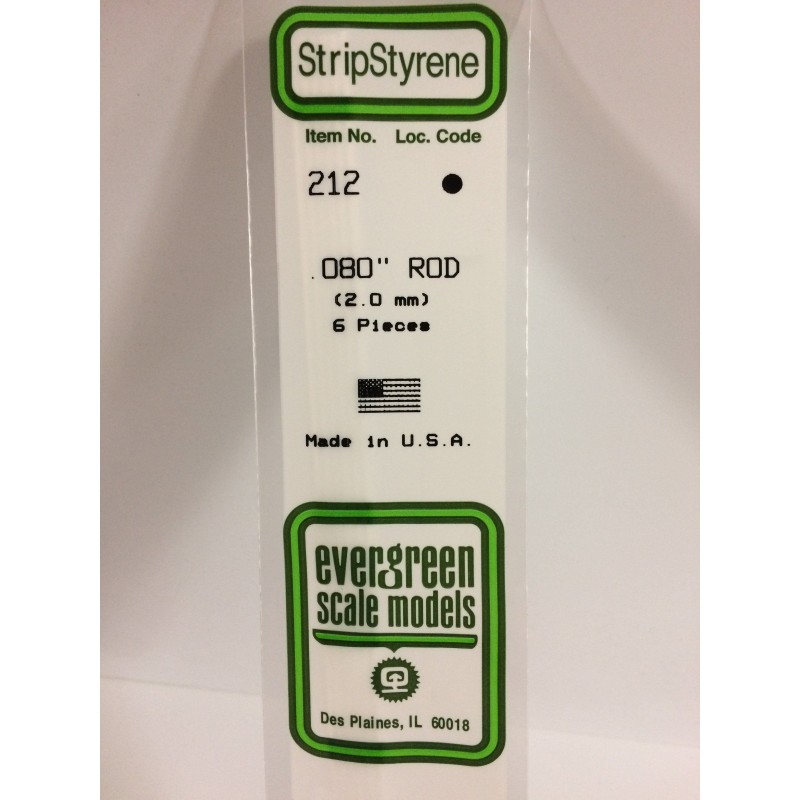 StripStyrene
Item No. Loc. Code
212 ●
.080" ROD
(2.0 mm)
6 Pieces
Made in U.S.A.
evergreen
scale models
Des Plaines, IL 60018